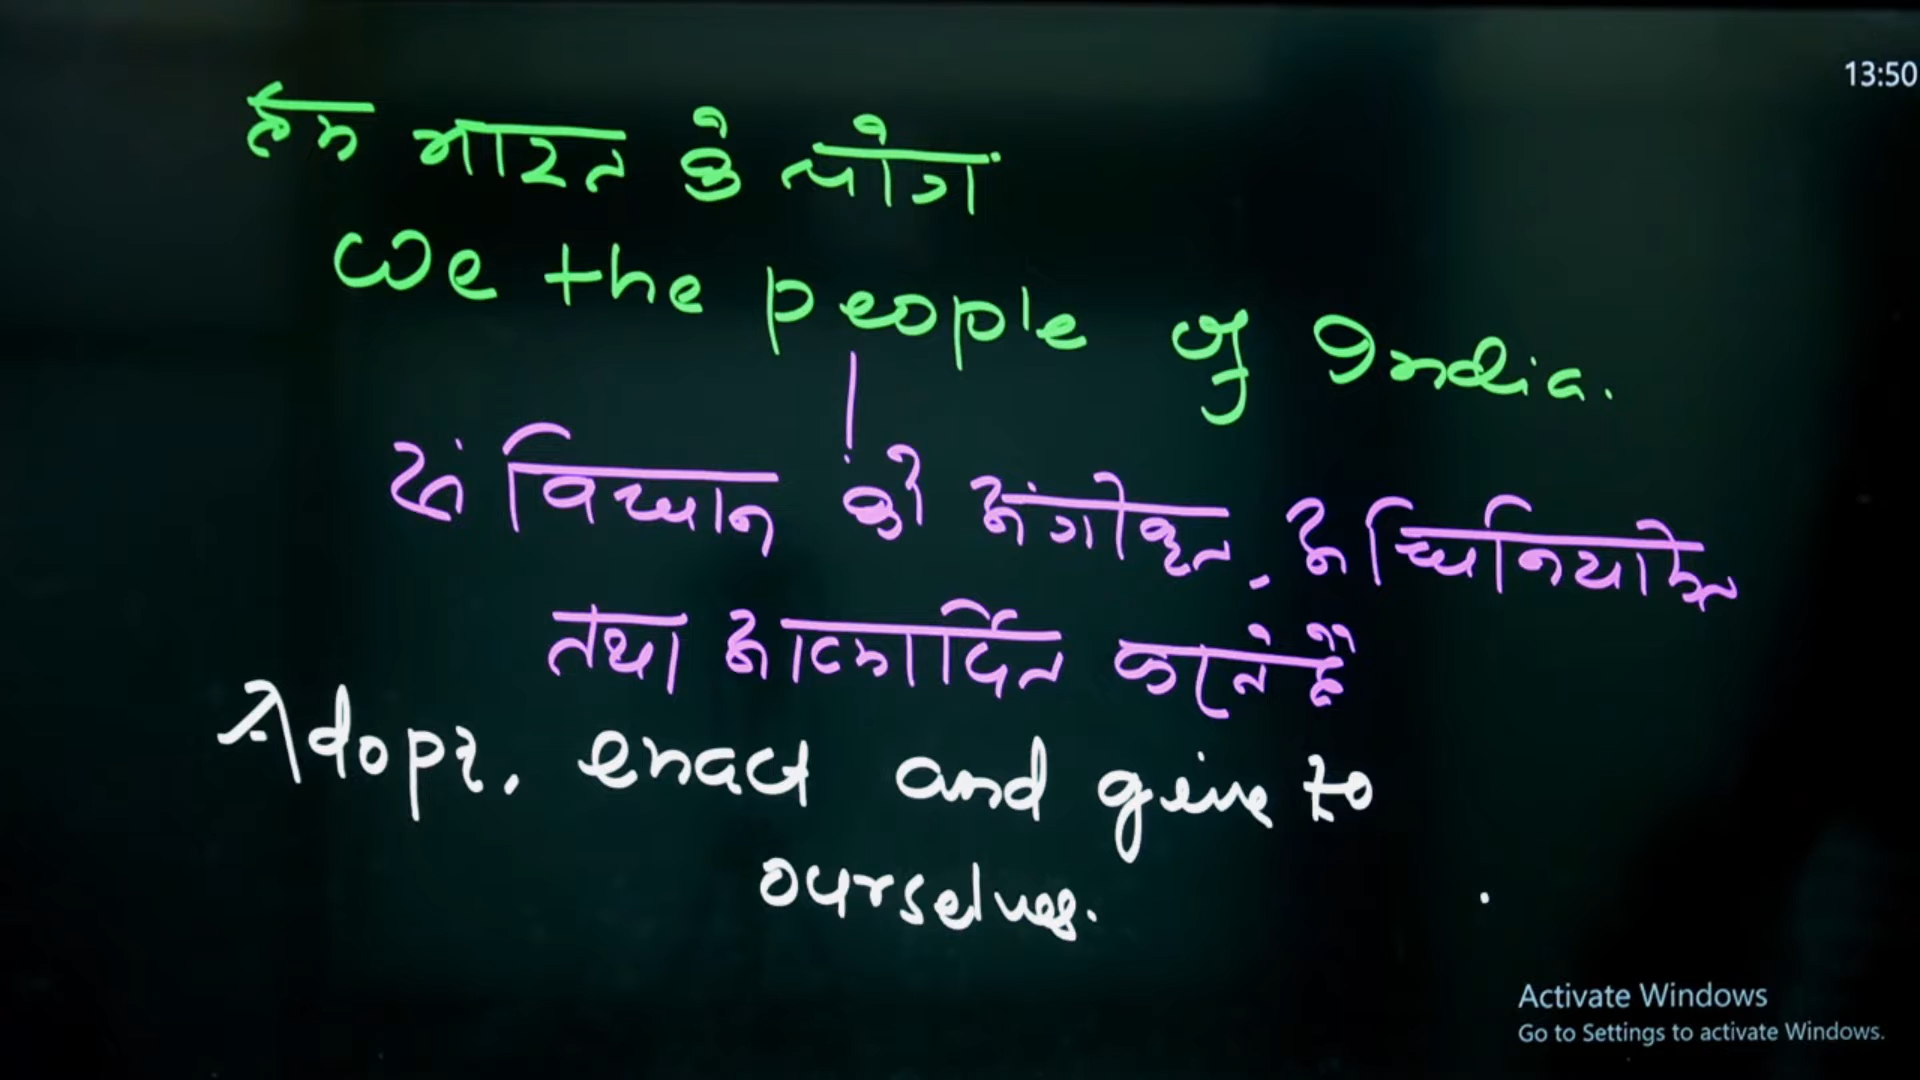 13:50
हम भारत के लोग
We the people of India.
संविधान को अंगीकृत, अधिनियमित
तथा आत्मार्पित करते हैं
Adopt, enact and give to
ourselves.
Activate Windows
Go to Settings to activate Windows.